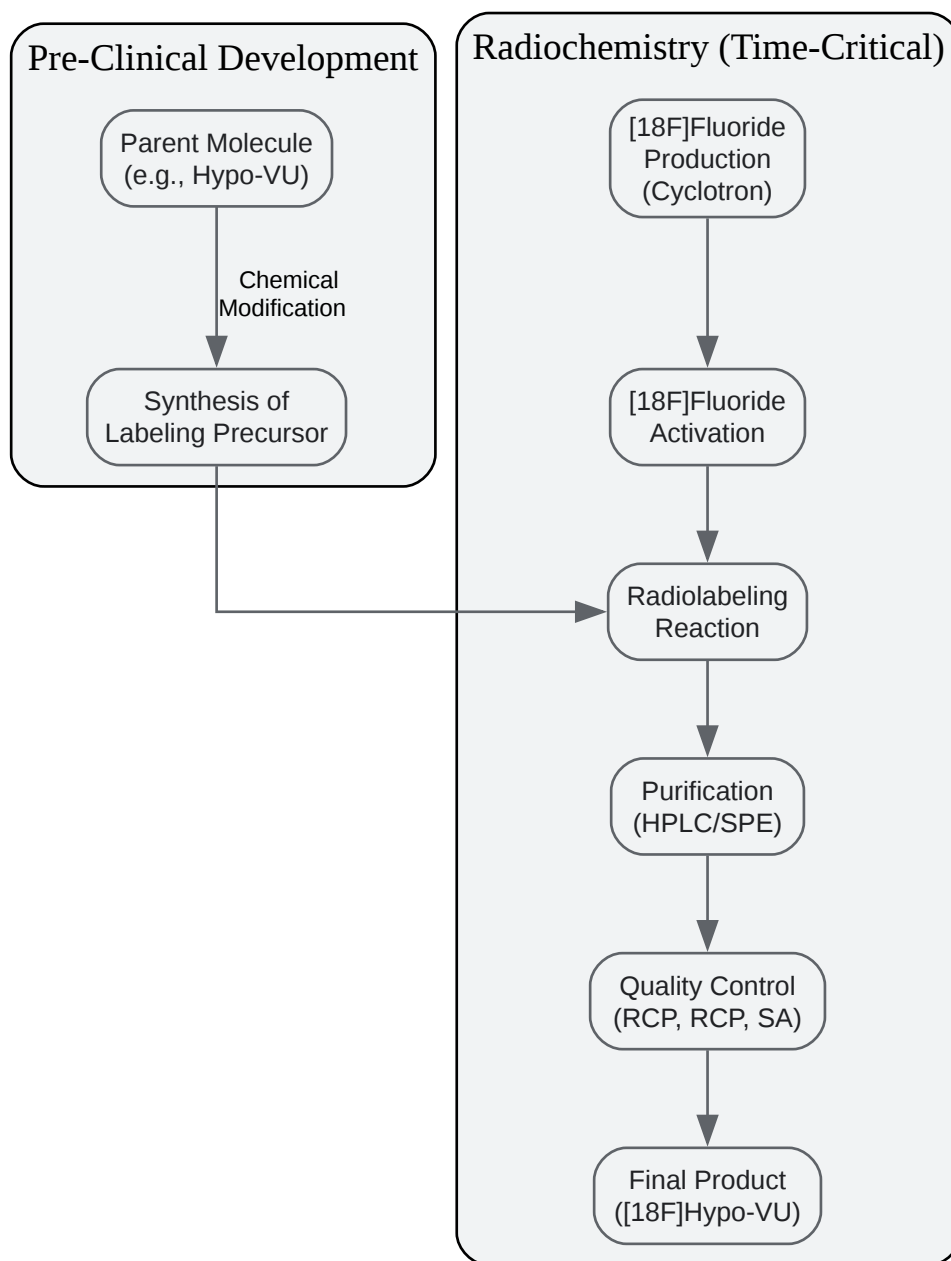 Pre-Clinical Development
Parent Molecule
(e.g., Hypo-VU)
Chemical
Modification
Synthesis of
Labeling Precursor
Radiochemistry (Time-Critical)
[18F]Fluoride
Production
(Cyclotron)
[18F]Fluoride
Activation
Radiolabeling
Reaction
Purification
(HPLC/SPE)
Quality Control
(RCP, RCP, SA)
Final Product
([18F]Hypo-VU)